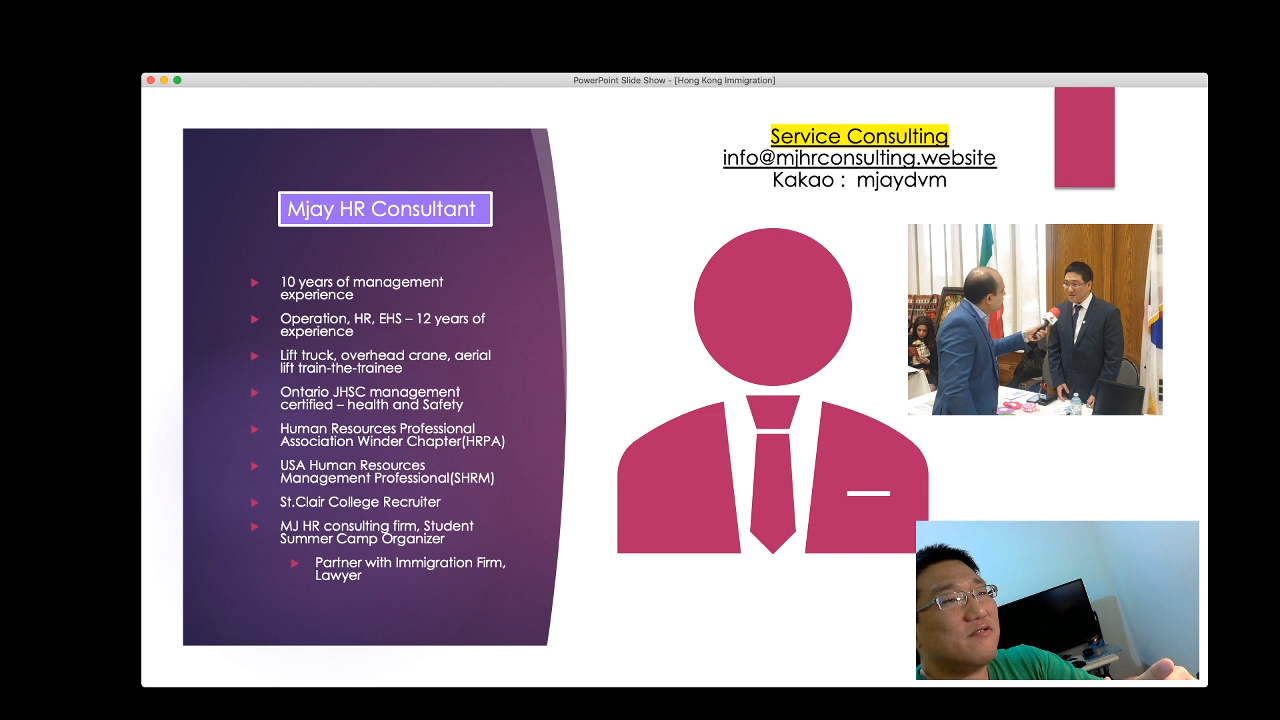 PowerPoint Slide Show - [Hong Kong Immigration]
Service Consulting
info@mjhrconsulting.website
Kakao : mjaydvm
Mjay HR Consultant
10 years of management
experience
Operation, HR, EHS – 12 years of
experience
Lift truck, overhead crane, aerial
lift train-the-trainee
Ontario JHSC management
certified – health and Safety
Human Resources Professional
Association Winder Chapter(HRPA)
USA Human Resources
Management Professional(SHRM)
St.Clair College Recruiter
MJ HR consulting firm, Student
Summer Camp Organizer
Partner with Immigration Firm,
Lawyer